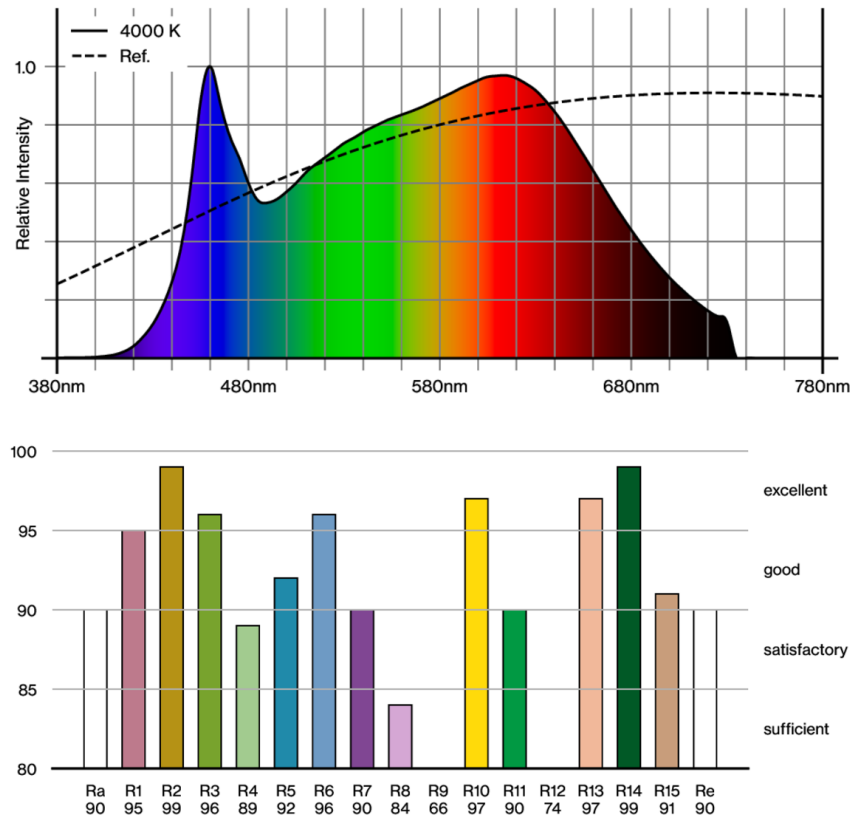 4000 K
Ref.
1.0
Relative Intensity
380nm 480nm 580nm 680nm 780nm
100
excellent
95
good
90
satisfactory
85
sufficient
80
Ra R1 R2 R3 R4 R5 R6 R7 R8 R9 R10 R11 R12 R13 R14 R15 Re
90 95 99 96 89 92 96 90 84 66 97 90 74 97 99 91 90